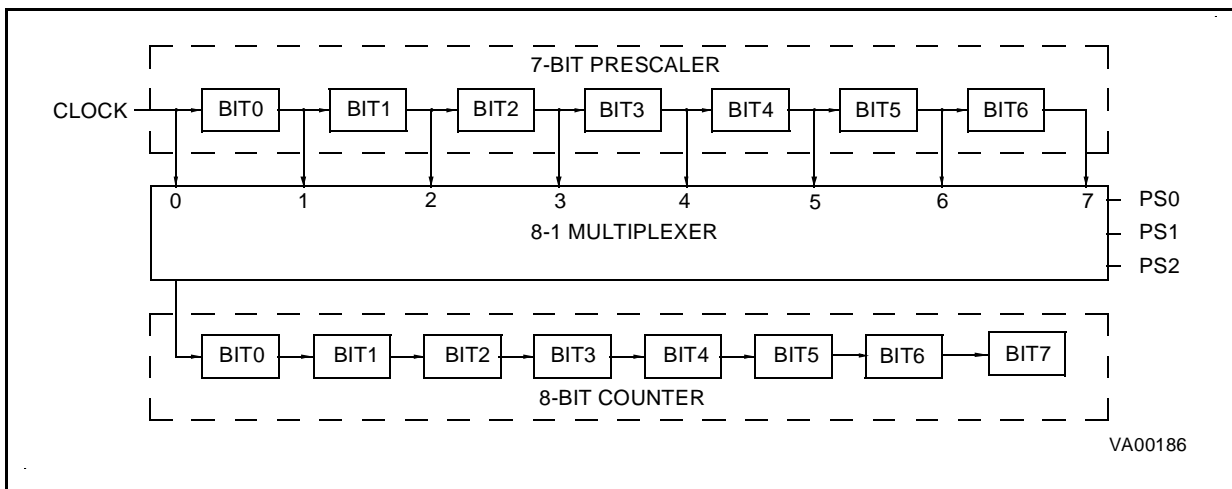 7-BIT PRESCALER
CLOCK BIT0 BIT1 BIT2 BIT3 BIT4 BIT5 BIT6
0 1 2 3 4 5 6 7 PS0
8-1 MULTIPLEXER PS1
PS2
BIT0 BIT1 BIT2 BIT3 BIT4 BIT5 BIT6 BIT7
8-BIT COUNTER
VA00186